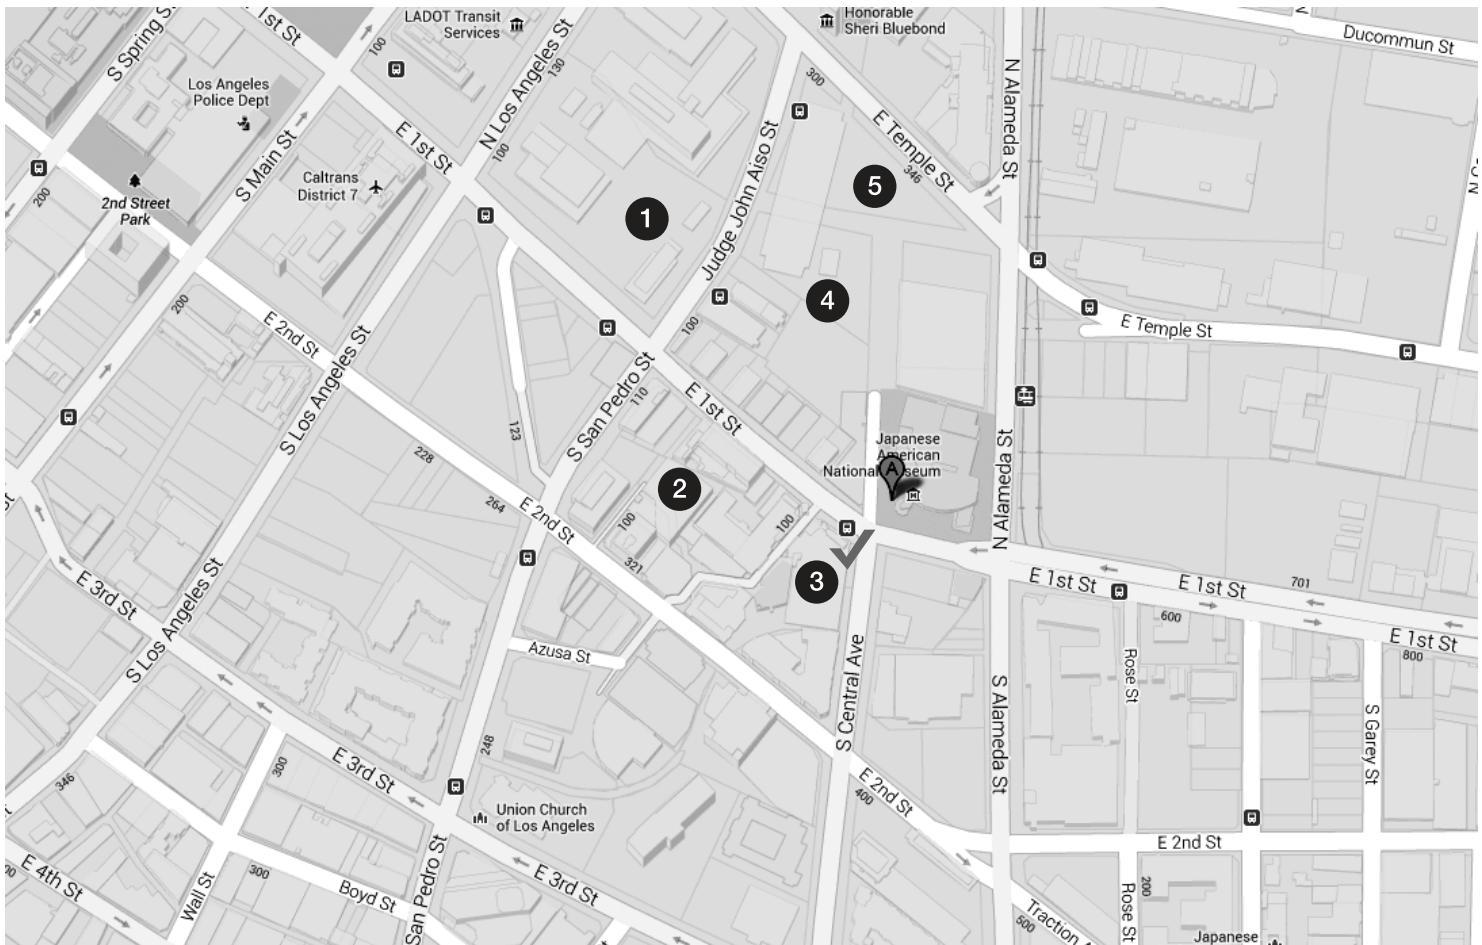 S Spring St
E 1st St
LADOT Transit
Services
Honorable
Sheri Bluebond
Ducommun St
100
N Los Angeles St
130
Los Angeles
Police Dept
300
N Alameda St
E 1st St
100
E Temple St
346
S Main St
Caltrans
District 7
5
200
2nd Street
Park
1
Judge John Aiso St
4
200
E 2nd St
100
E Temple St
S Los Angeles St
S San Pedro St
110
E 1st St
123
228
Japanese
American
National Museum
A
N Alameda St
2
264
E 2nd St
100
100
321
3
E 3rd St
S Los Angeles St
E 1st St
E 1st St
701
600
E 1st St
800
Azusa St
Rose St
S Central Ave
S Alameda St
S Garey St
248
E 3rd St
300
346
E 2nd St
400
Union Church
of Los Angeles
E 2nd St
E 4th St
Wall St
300
Boyd St
San Pedro St
E 3rd St
200
Rose St
Traction
500
Japanese